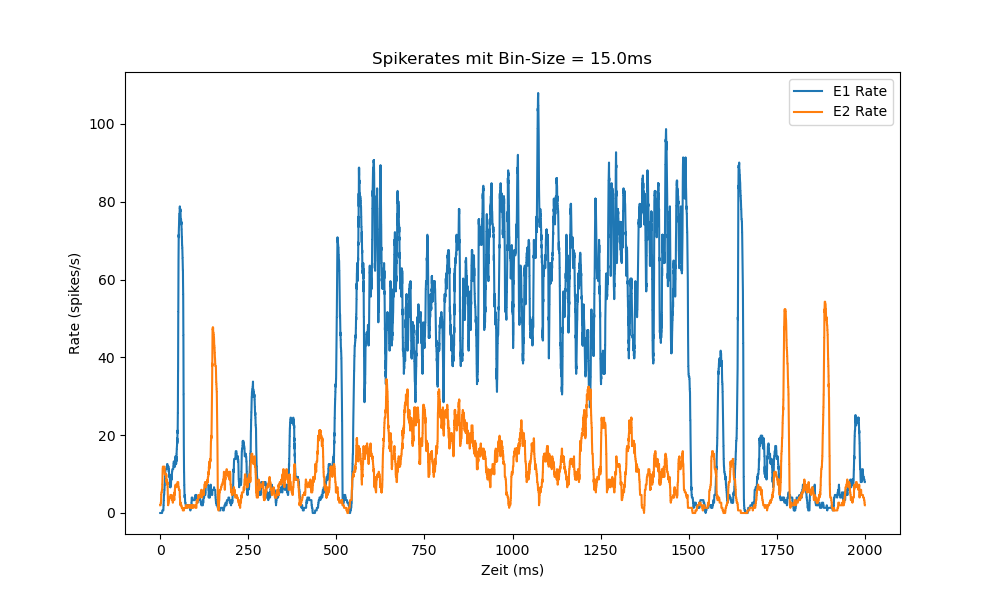 Spikerates mit Bin-Size = 15.0ms
E1 Rate
E2 Rate
100
80
60
40
20
0
Rate (spikes/s)
0 250 500 750 1000 1250 1500 1750 2000
Zeit (ms)